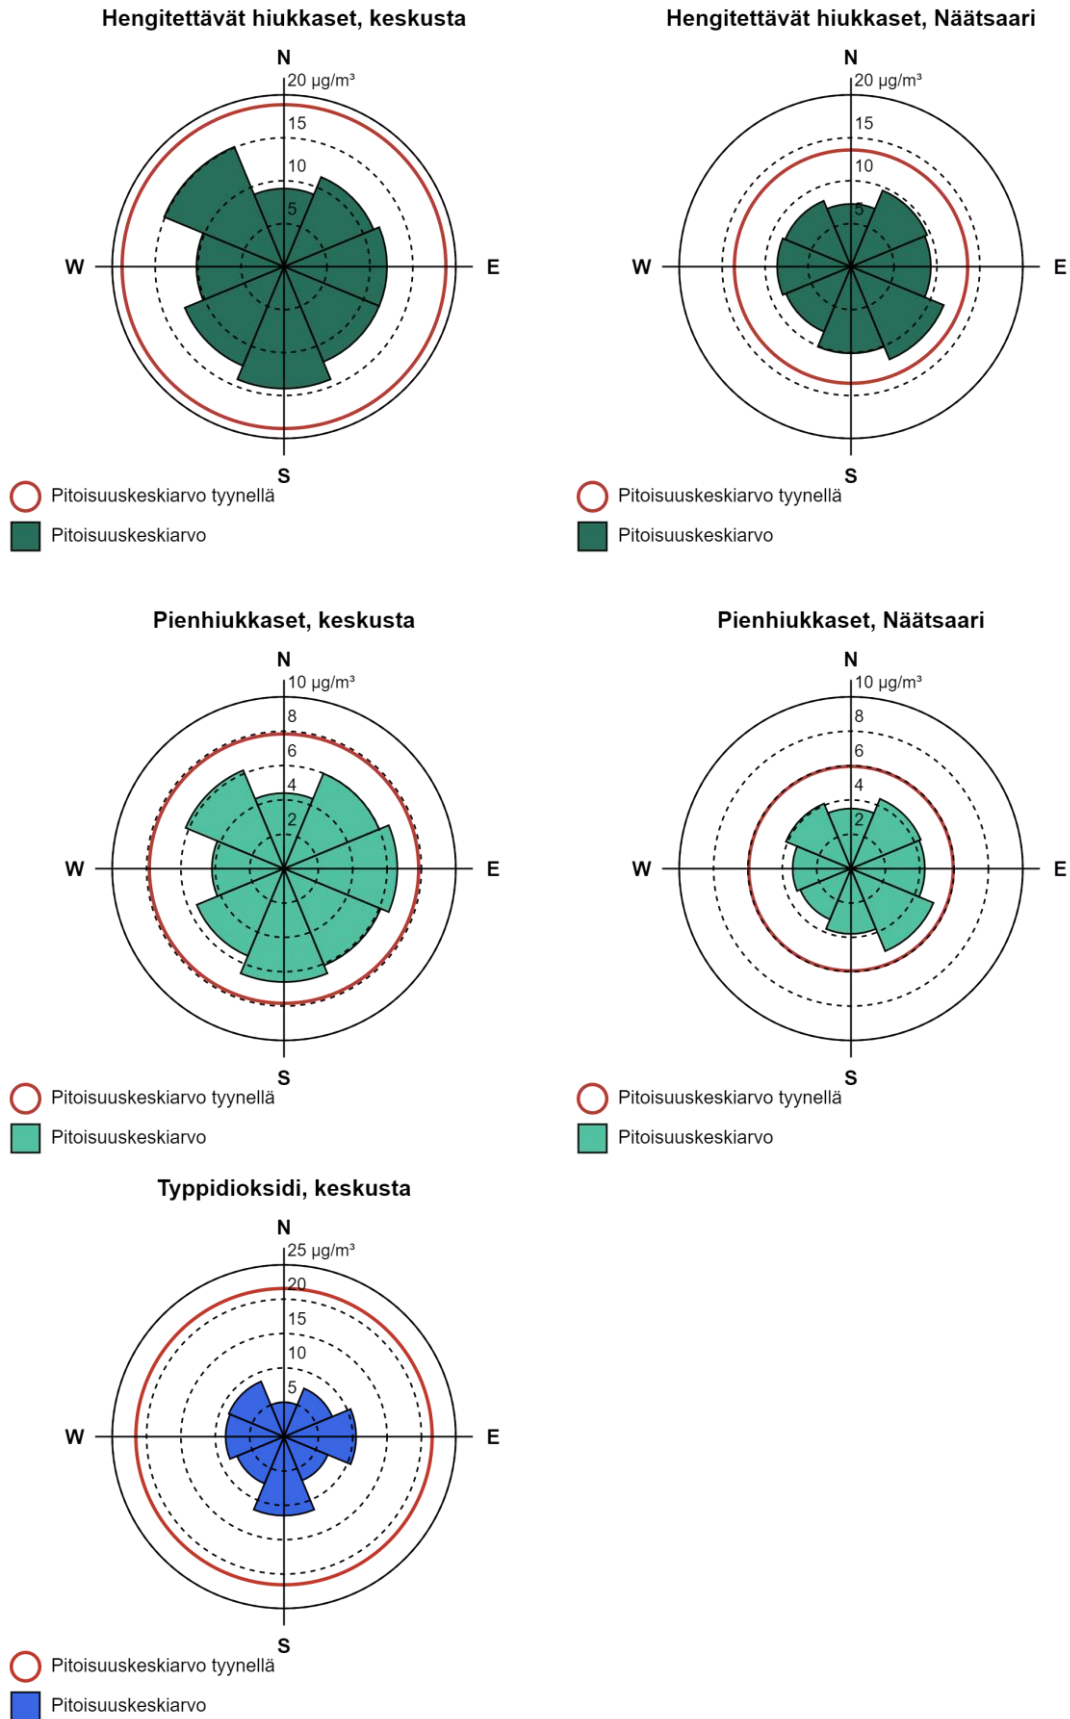 Hengitettävät hiukkaset, keskusta
N
20 µg/m³
15
10
5
W
E
S
Pitoisuuskeskiarvo tyynellä
Pitoisuuskeskiarvo
Hengitettävät hiukkaset, Näätsaari
N
20 µg/m³
15
10
5
W
E
S
Pitoisuuskeskiarvo tyynellä
Pitoisuuskeskiarvo
Pienhiukkaset, keskusta
N
10 µg/m³
8
6
4
2
W
E
S
Pitoisuuskeskiarvo tyynellä
Pitoisuuskeskiarvo
Pienhiukkaset, Näätsaari
N
10 µg/m³
8
6
4
2
W
E
S
Pitoisuuskeskiarvo tyynellä
Pitoisuuskeskiarvo
Typpidioksidi, keskusta
N
25 µg/m³
20
15
10
5
W
E
S
Pitoisuuskeskiarvo tyynellä
Pitoisuuskeskiarvo